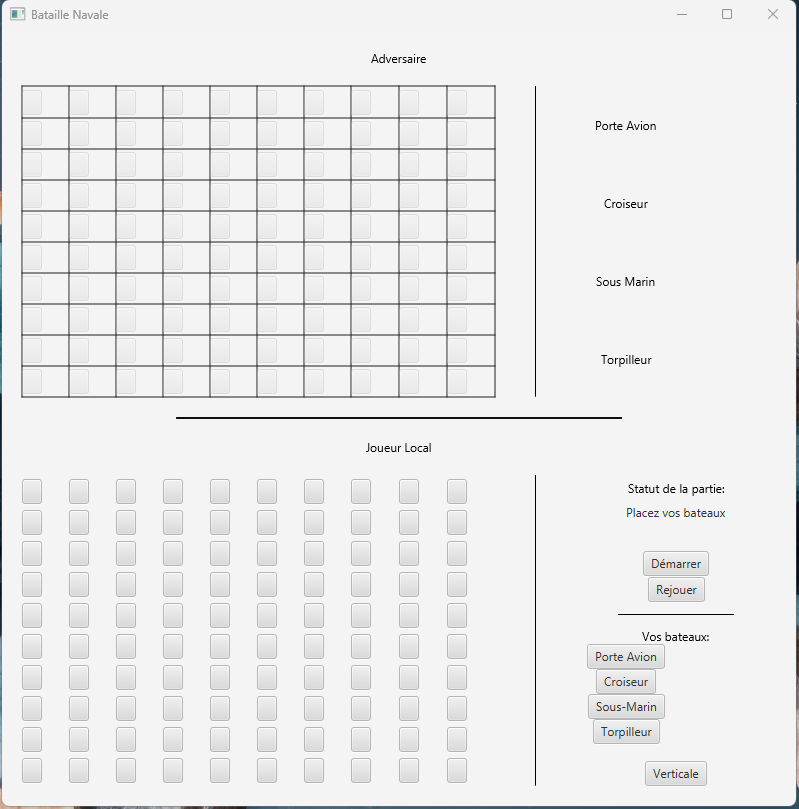 Bataille Navale
Adversaire
Porte Avion
Croiseur
Sous Marin
Torpilleur
Joueur Local
Statut de la partie:
Placez vos bateaux
Démarrer
Rejouer
Vos bateaux:
Porte Avion
Croiseur
Sous-Marin
Torpilleur
Verticale